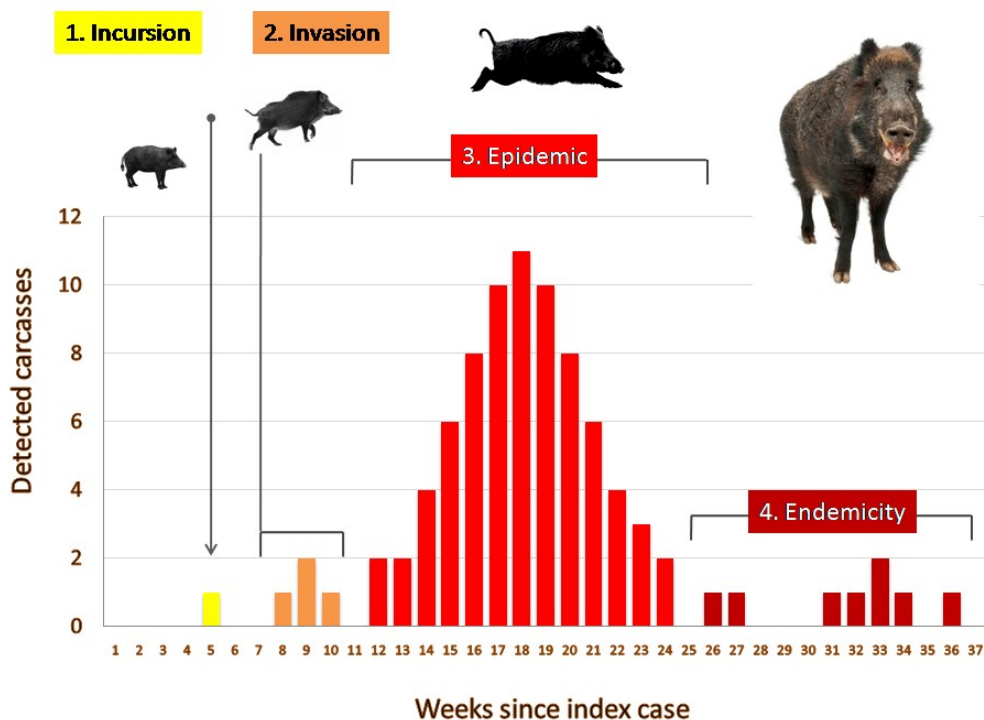 1. Incursion
2. Invasion
3. Epidemic
4. Endemicity
Detected carcasses
12
10
8
6
4
2
0
1 2 3 4 5 6 7 8 9 10 11 12 13 14 15 16 17 18 19 20 21 22 23 24 25 26 27 28 29 30 31 32 33 34 35 36 37
Weeks since index case